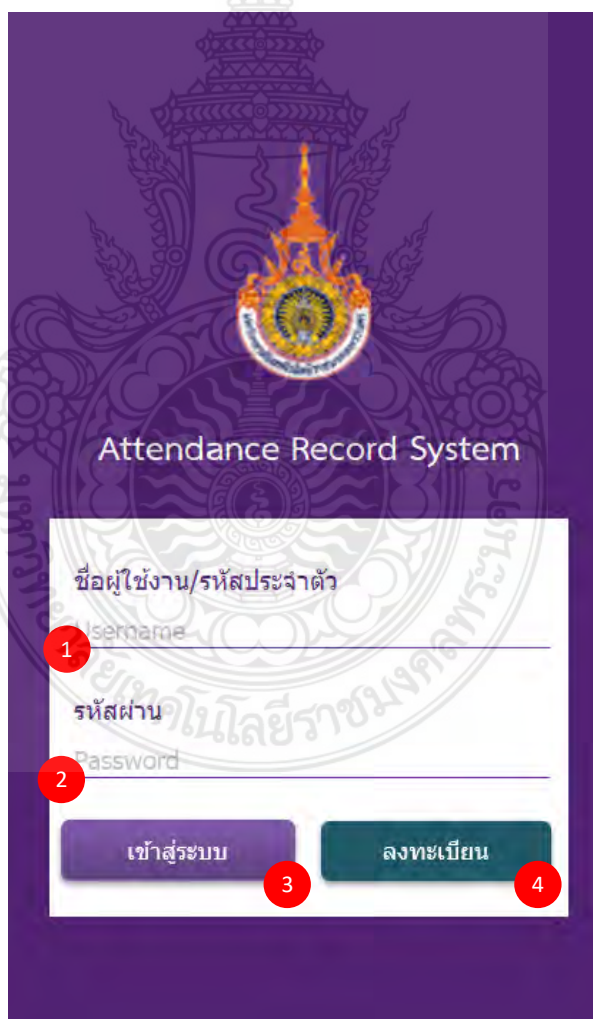 Attendance Record System
ชื่อผู้ใช้งาน/รหัสประจำตัว
Username
1
รหัสผ่าน
Password
2
เข้าสู่ระบบ
ลงทะเบียน
3
4